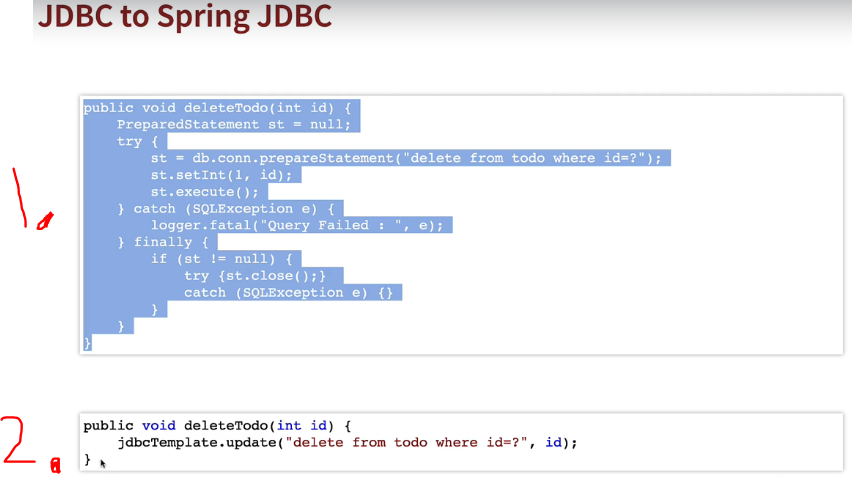 JDBC to Spring JDBC
1.
public void deleteTodo(int id) {
    PreparedStatement st = null;
    try {
        st = db.conn.prepareStatement("delete from todo where id=?");
        st.setInt(1, id);
        st.execute();
    } catch (SQLException e) {
        logger.fatal("Query Failed : ", e);
    } finally {
        if (st != null) {
            try {st.close();}
            catch (SQLException e) {}
        }
    }
}
2.
public void deleteTodo(int id) {
    jdbcTemplate.update("delete from todo where id=?", id);
}